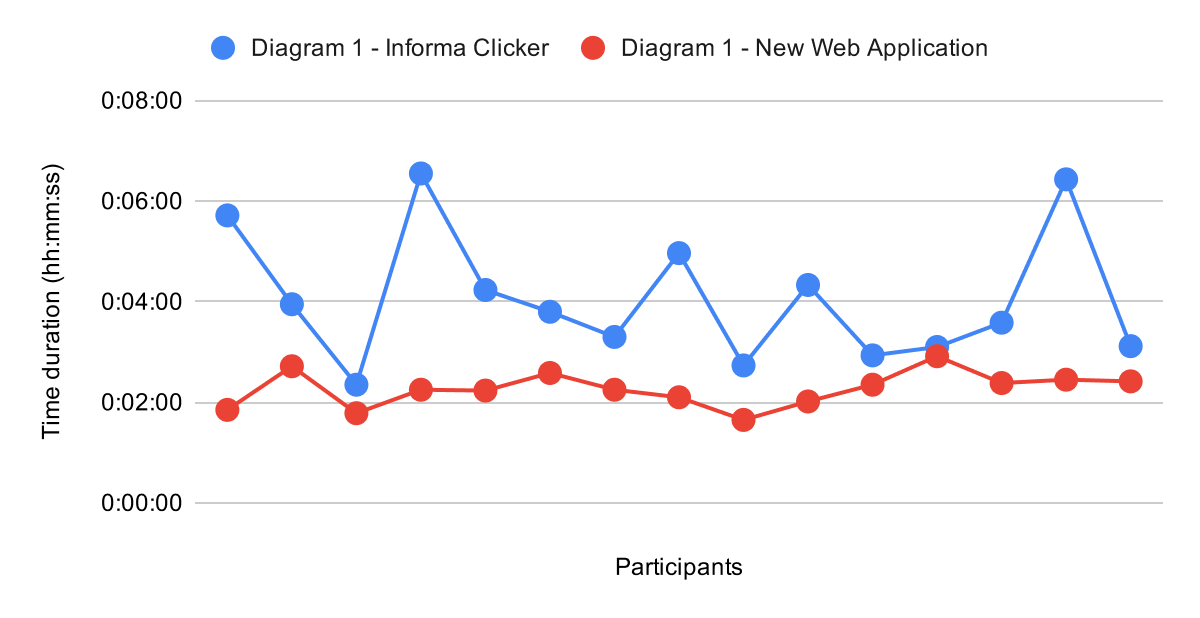 Diagram 1 - Informa Clicker
Diagram 1 - New Web Application
0:08:00
0:06:00
0:04:00
0:02:00
0:00:00
Time duration (hh:mm:ss)
Participants